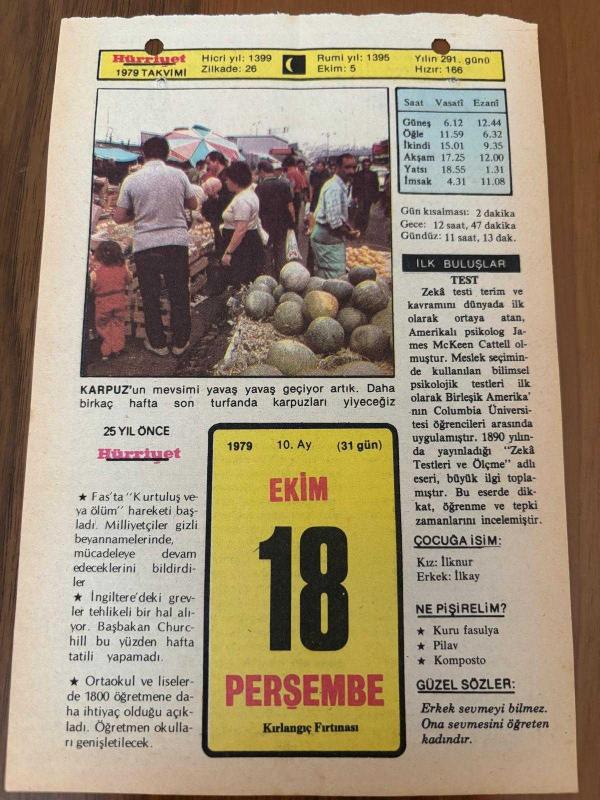 Hürriyet
1979 TAKVİMİ
Hicri yıl: 1399
Zilkade: 26
Rumi yıl: 1395
Ekim: 5
Yılın 291. günü
Hızır: 166
Saat Vasatî Ezanî
Güneş 6.12 12.44
Öğle 11.59 6.32
İkindi 15.01 9.35
Akşam 17.25 12.00
Yatsı 18.55 1.31
İmsak 4.31 11.08
Gün kısalması: 2 dakika
Gece: 12 saat, 47 dakika
Gündüz: 11 saat, 13 dak.
KARPUZ'un mevsimi yavaş yavaş geçiyor artık. Daha
birkaç hafta son turfanda karpuzları yiyeceğiz
İLK BULUŞLAR
TEST
Zekâ testi terim ve
kavramını dünyada ilk
olarak ortaya atan,
Amerikalı psikolog Ja-
mes McKeen Cattell ol-
muştur. Meslek seçimin-
de kullanılan bilimsel
psikolojik testleri ilk
olarak Birleşik Amerika'
nın Columbia Üniversi-
tesi öğrencileri arasında
uygulamıştır. 1890 yılın-
da yayınladığı "Zekâ
Testleri ve Ölçme" adlı
eseri, büyük ilgi topla-
mıştır. Bu eserde dik-
kat, öğrenme ve tepki
zamanlarını incelemiştir.
25 YIL ÖNCE
Hürriyet
★ Fas'ta "Kurtuluş ve-
ya ölüm" hareketi baş-
ladı. Milliyetçiler gizli
beyannamelerinde,
mücadeleye devam
edeceklerini bildirdi-
ler
★ İngiltere'deki grev-
ler tehlikeli bir hal alı-
yor. Başbakan Churc-
hill bu yüzden hafta
tatili yapamadı.
★ Ortaokul ve liseler-
de 1800 öğretmene da-
ha ihtiyaç olduğu açık-
ladı. Öğretmen okulla-
rı genişletilecek.
1979 10. Ay (31 gün)
EKİM
18
PERŞEMBE
Kırlangıç Fırtınası
ÇOCUĞA İSİM:
Kız: İlknur
Erkek: İlkay
NE PİŞİRELİM?
★ Kuru fasulya
★ Pilav
★ Komposto
GÜZEL SÖZLER:
Erkek sevmeyi bilmez.
Ona sevmesini öğreten
kadındır.